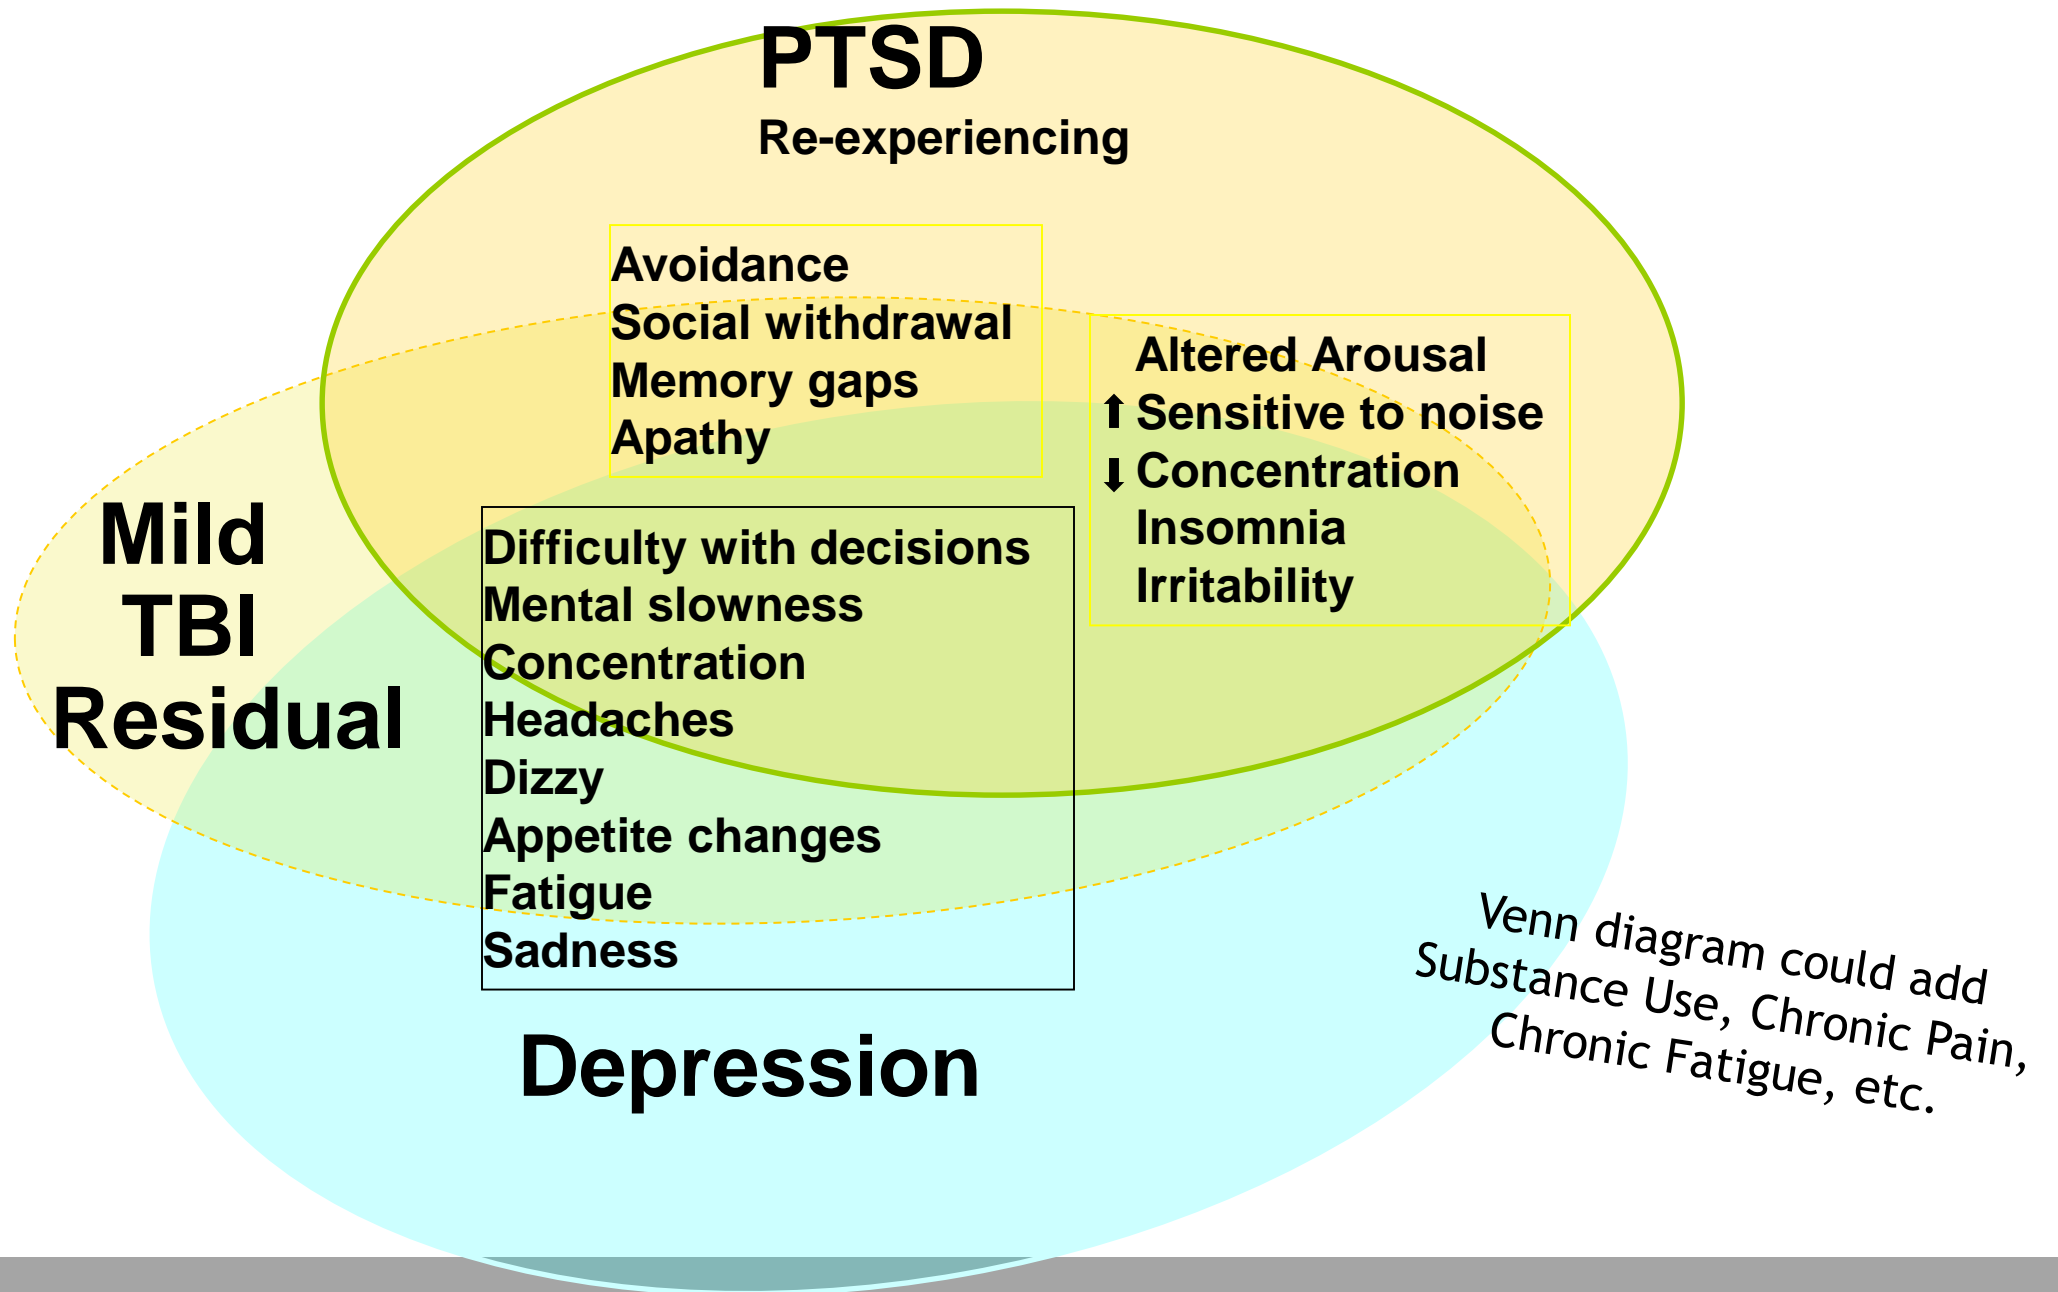 PTSD
Re-experiencing
Avoidance
Social withdrawal
Memory gaps
Apathy
Altered Arousal
⬆Sensitive to noise
⬇Concentration
Insomnia
Irritability
Mild
TBI
Residual
Difficulty with decisions
Mental slowness
Concentration
Headaches
Dizzy
Appetite changes
Fatigue
Sadness
Depression
Venn diagram could add
Substance Use, Chronic Pain,
Chronic Fatigue, etc.